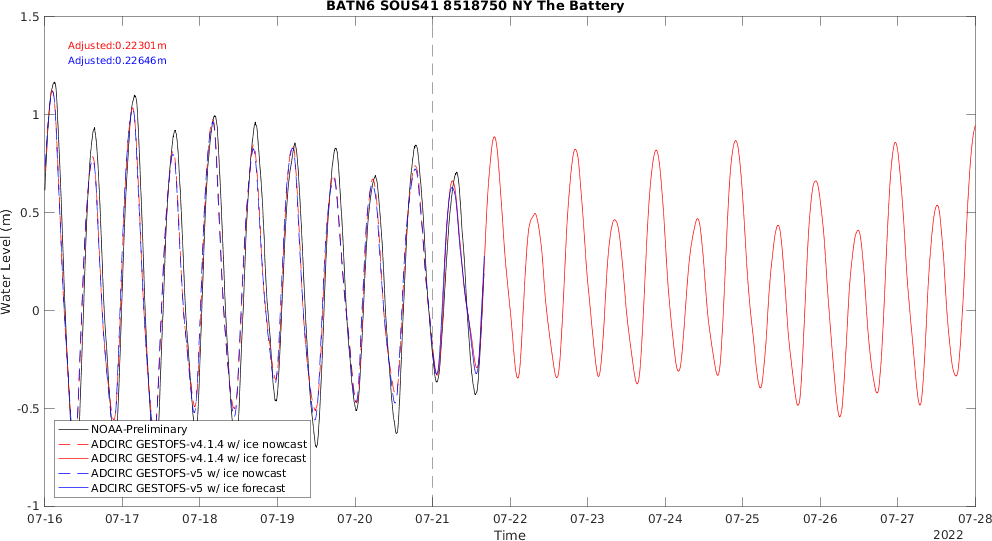 BATN6 SOUS41 8518750 NY The Battery
1.5
Adjusted:0.22301m
Adjusted:0.22646m
1
0.5
0
-0.5
-1
Water Level (m)
NOAA-Preliminary
ADCIRC GESTOFS-v4.1.4 w/ ice nowcast
ADCIRC GESTOFS-v4.1.4 w/ ice forecast
ADCIRC GESTOFS-v5 w/ ice nowcast
ADCIRC GESTOFS-v5 w/ ice forecast
07-16 07-17 07-18 07-19 07-20 07-21 07-22 07-23 07-24 07-25 07-26 07-27 07-28
Time
2022